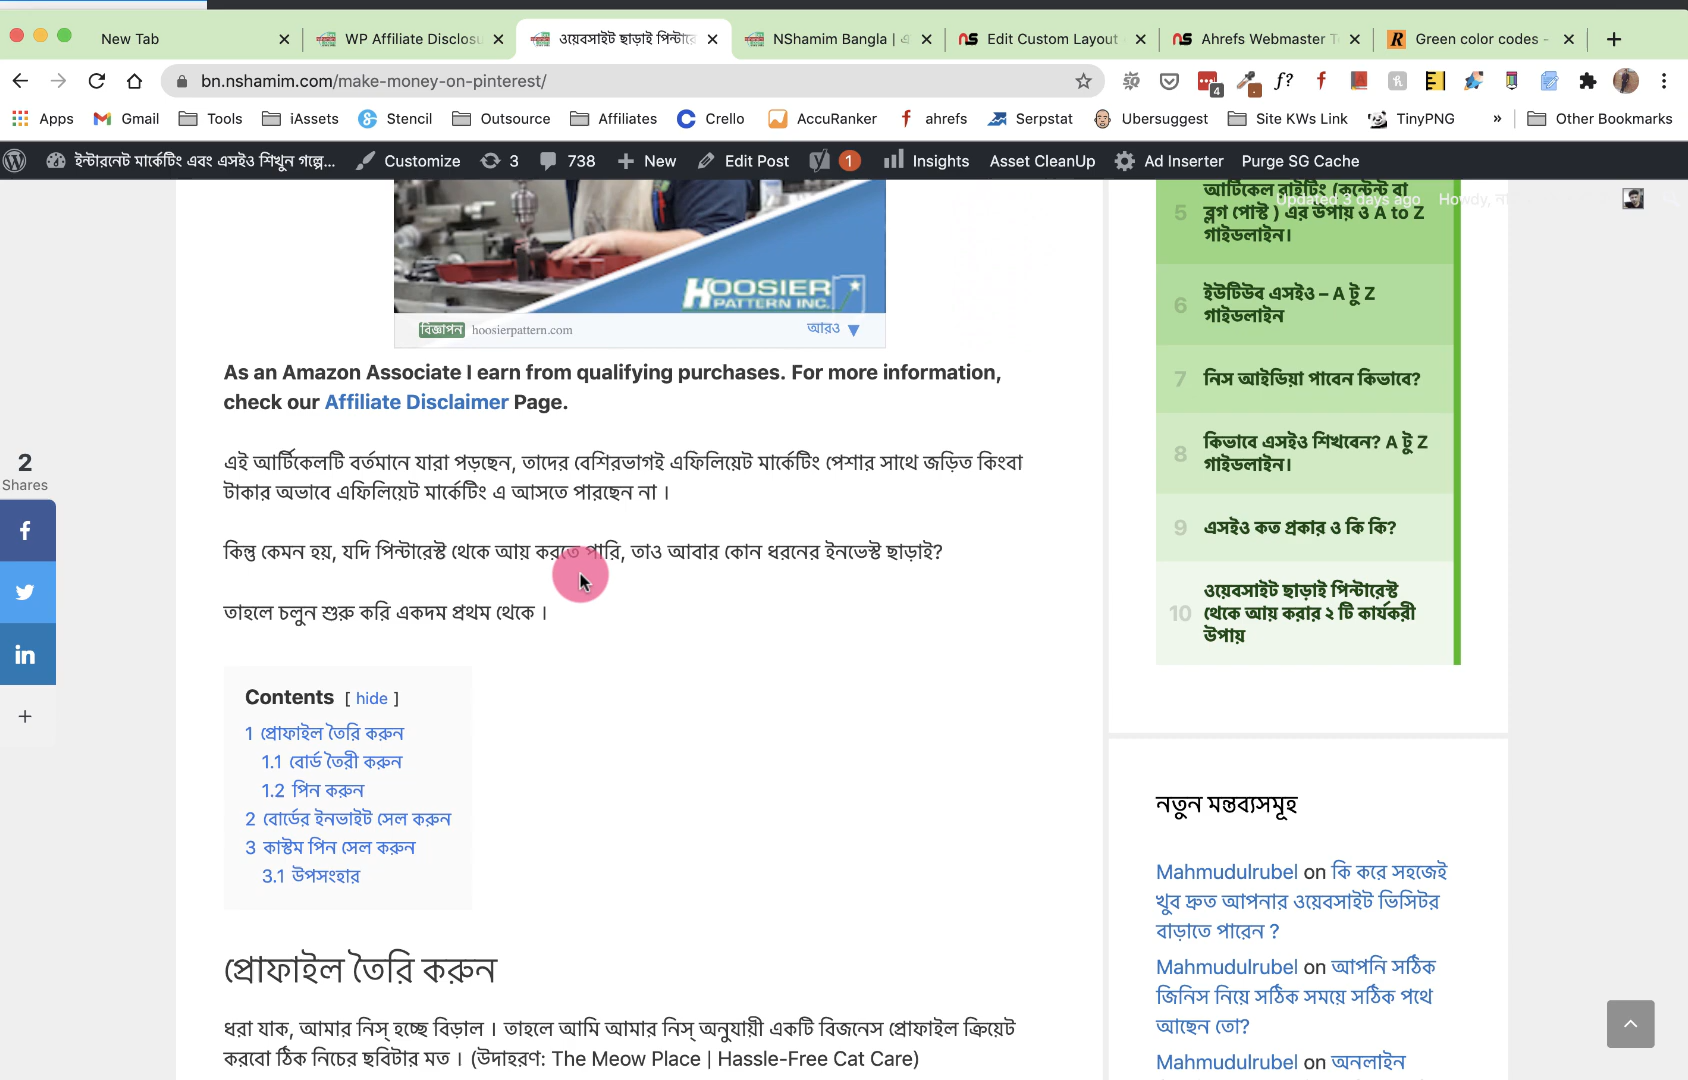 New Tab
WP Affiliate Disclosu
ওয়েবসাইট ছাড়াই পিন্টারে
NShamim Bangla | এ
Edit Custom Layout
Ahrefs Webmaster T
Green color codes -
bn.nshamim.com/make-money-on-pinterest/
4
f?
Apps
Gmail
Tools
iAssets
Stencil
Outsource
Affiliates
Crello
AccuRanker
ahrefs
Serpstat
Ubersuggest
Site KWs Link
TinyPNG
»
Other Bookmarks
ইন্টারনেট মার্কেটিং এবং এসইও শিখুন গল্পে...
Customize
3
738
New
Edit Post
1
Insights
Asset CleanUp
Ad Inserter
Purge SG Cache
Updated 3 days ago
Howdy,
HOOSIER
PATTERN INC.
বিজ্ঞাপন hoosierpattern.com
আরও
As an Amazon Associate I earn from qualifying purchases. For more information,
check our Affiliate Disclaimer Page.
এই আর্টিকেলটি বর্তমানে যারা পড়ছেন, তাদের বেশিরভাগই এফিলিয়েট মার্কেটিং পেশার সাথে জড়িত কিংবা
টাকার অভাবে এফিলিয়েট মার্কেটিং এ আসতে পারছেন না ।
কিন্তু কেমন হয়, যদি পিন্টারেস্ট থেকে আয় করতে পারি, তাও আবার কোন ধরনের ইনভেস্ট ছাড়াই?
তাহলে চলুন শুরু করি একদম প্রথম থেকে ।
2
Shares
Contents [ hide ]
1 প্রোফাইল তৈরি করুন
1.1 বোর্ড তৈরী করুন
1.2 পিন করুন
2 বোর্ডের ইনভাইট সেল করুন
3 কাস্টম পিন সেল করুন
3.1 উপসংহার
প্রোফাইল তৈরি করুন
ধরা যাক, আমার নিস্ হচ্ছে বিড়াল । তাহলে আমি আমার নিস্ অনুযায়ী একটি বিজনেস প্রোফাইল ক্রিয়েট
করবো ঠিক নিচের ছবিটার মত । (উদাহরণ: The Meow Place | Hassle-Free Cat Care)
5 আর্টিকেল রাইটিং (কন্টেন্ট বা
ব্লগ পোস্ট ) এর উপায় ও A to Z
গাইডলাইন।
6 ইউটিউব এসইও – A টু Z
গাইডলাইন
7 নিস আইডিয়া পাবেন কিভাবে?
8 কিভাবে এসইও শিখবেন? A টু Z
গাইডলাইন।
9 এসইও কত প্রকার ও কি কি?
10 ওয়েবসাইট ছাড়াই পিন্টারেস্ট
থেকে আয় করার ২ টি কার্যকরী
উপায়
নতুন মন্তব্যসমূহ
Mahmudulrubel on কি করে সহজেই
খুব দ্রুত আপনার ওয়েবসাইট ভিসিটর
বাড়াতে পারেন ?
Mahmudulrubel on আপনি সঠিক
জিনিস নিয়ে সঠিক সময়ে সঠিক পথে
আছেন তো?
Mahmudulrubel on অনলাইন